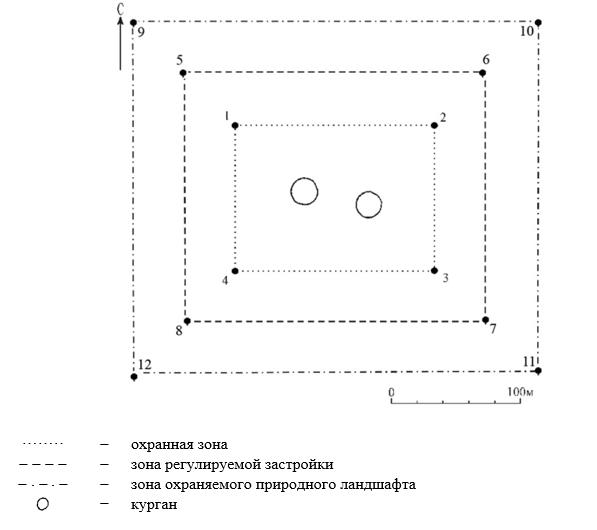 С
9
10
5
6
1
2
4
3
8
7
12
11
0
100м
– охранная зона
– зона регулируемой застройки
– зона охраняемого природного ландшафта
– курган